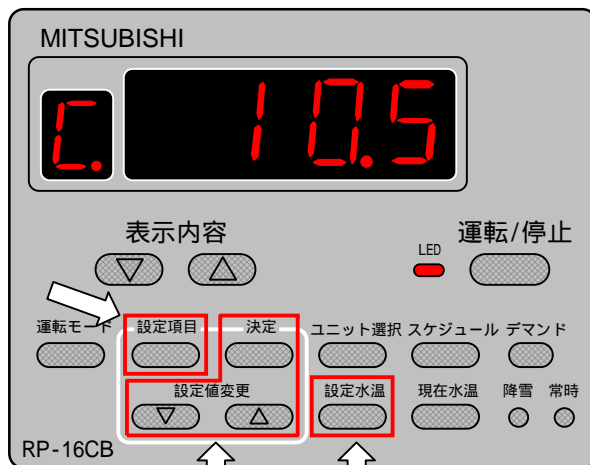 MITSUBISHI
C. 10.5
表示内容
LED
運転/停止
運転モード 設定項目 決定 ユニット選択 スケジュール デマンド
設定値変更 設定水温 現在水温 降雪 常時
RP-16CB